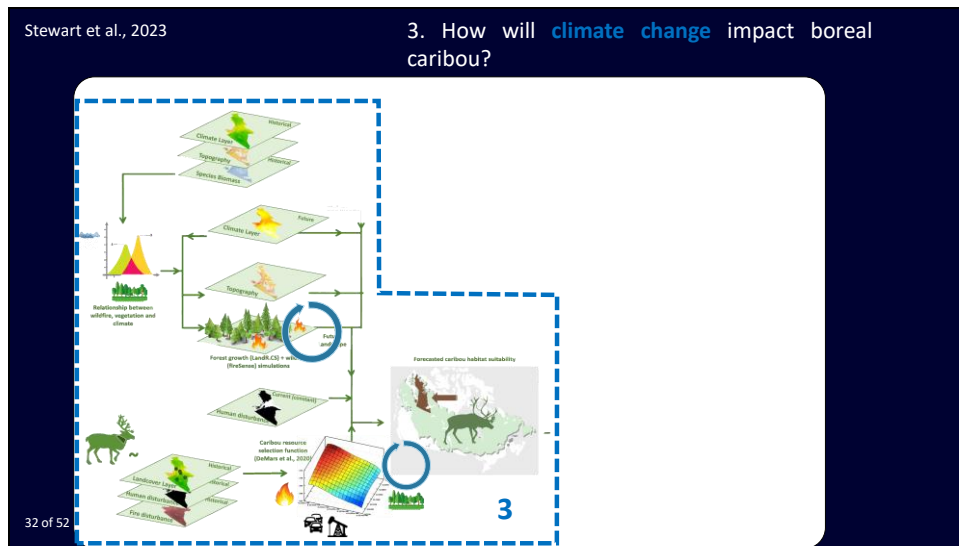 Stewart et al., 2023
3. How will climate change impact boreal
caribou?
Historical
Climate Layer
Topography
Historical
Species Biomass
Future
Climate Layer
Topography
Relationship between
wildfire, vegetation and
climate
Forest growth (LandR.CS) +
(fireSense) simulations
Current (constant)
Human disturbance
Forecasted caribou habitat suitability
Caribou resource
selection function
(DeMars et al., 2020)
Historical
Landcover Layer
Historical
Human disturbance
Historical
Fire disturbance
~
3
32 of 52